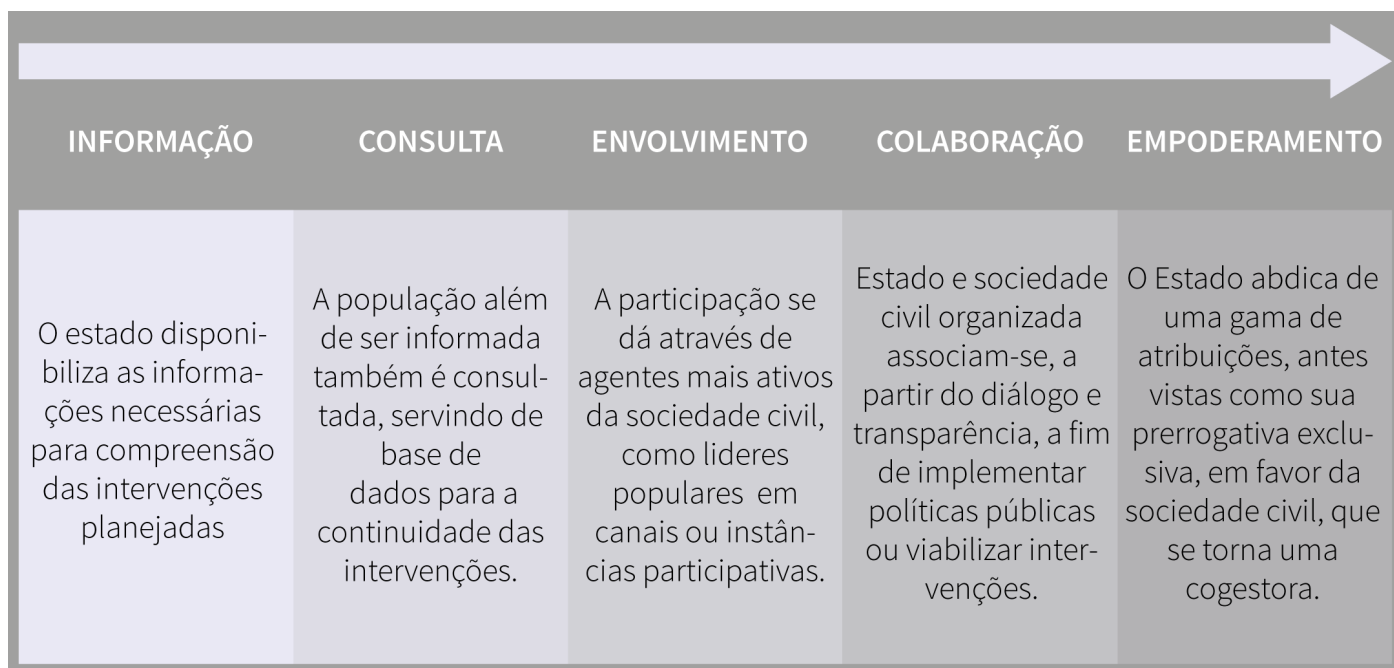 INFORMAÇÃO
CONSULTA
ENVOLVIMENTO
COLABORAÇÃO
EMPODERAMENTO
O estado disponi-
biliza as informa-
ções necessárias
para compreensão
das intervenções
planejadas
A população além
de ser informada
também é consul-
tada, servindo de
base de
dados para a
continuidade das
intervenções.
A participação se
dá através de
agentes mais ativos
da sociedade civil,
como lideres
populares em
canais ou instân-
cias participativas.
Estado e sociedade
civil organizada
associam-se, a
partir do diálogo e
transparência, a fim
de implementar
políticas públicas
ou viabilizar inter-
venções.
O Estado abdica de
uma gama de
atribuições, antes
vistas como sua
prerrogativa exclu-
siva, em favor da
sociedade civil, que
se torna uma
cogestora.